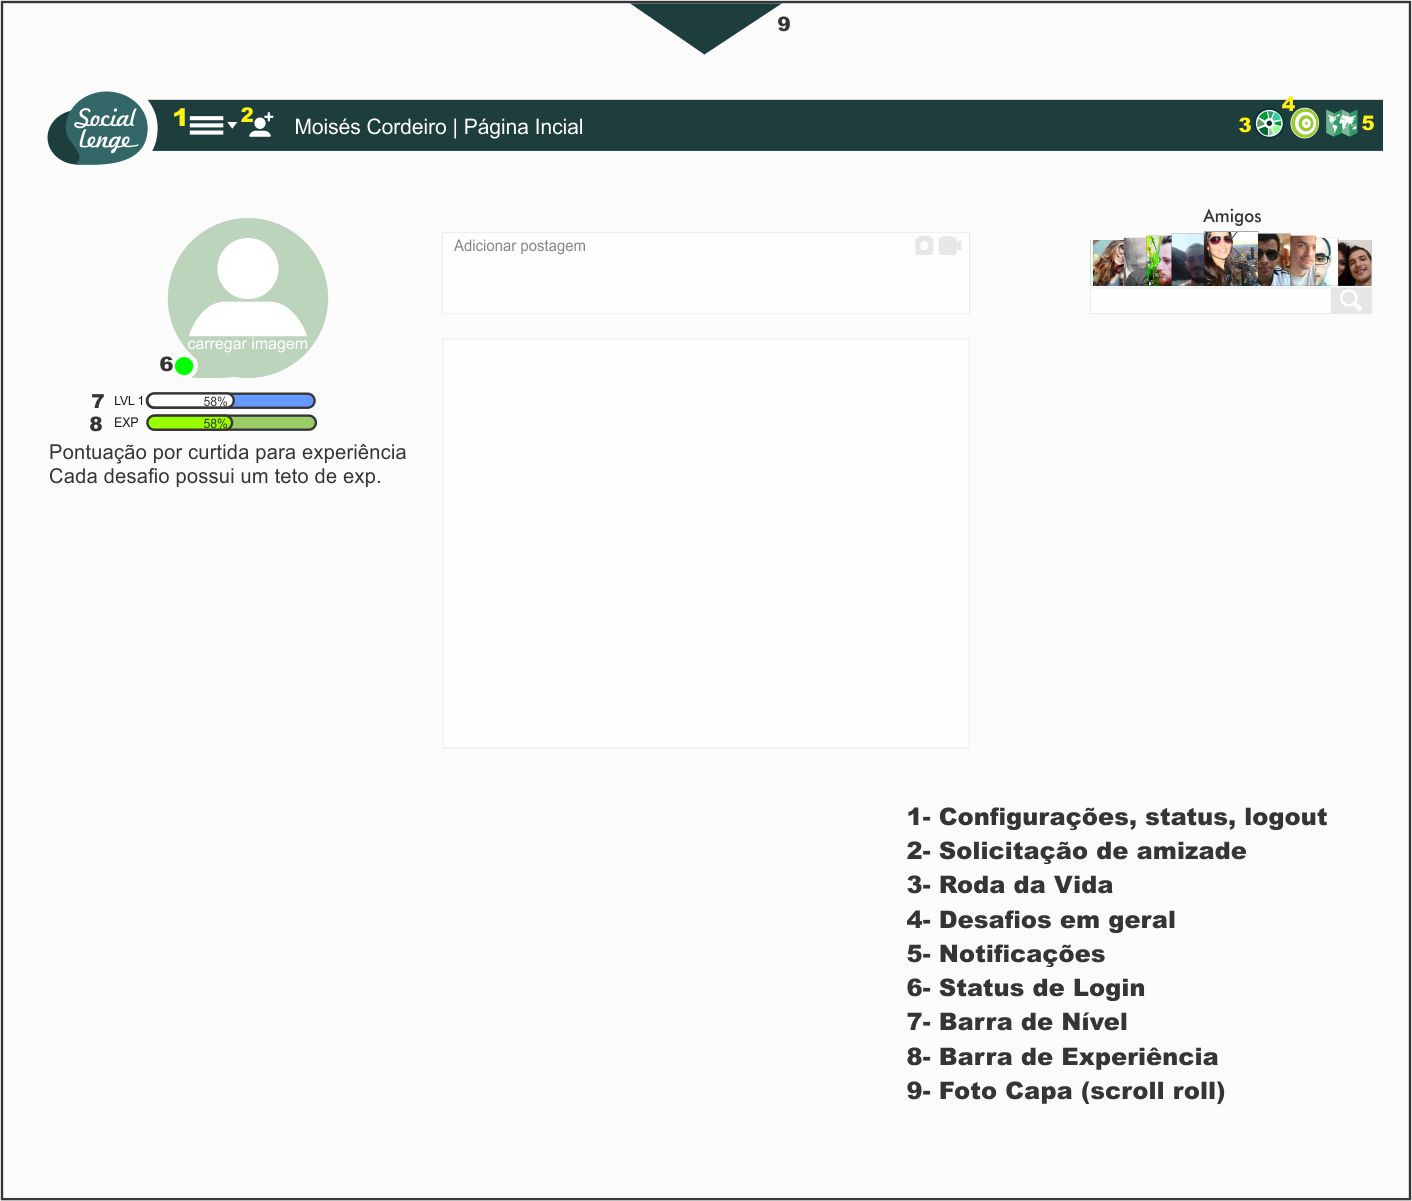 9
Social
lenge
1
2
Moisés Cordeiro | Página Incial
3
4
5
Amigos
Adicionar postagem
carregar imagem
6
7 LVL 1 58%
8 EXP 58%
Pontuação por curtida para experiência
Cada desafio possui um teto de exp.
1- Configurações, status, logout
2- Solicitação de amizade
3- Roda da Vida
4- Desafios em geral
5- Notificações
6- Status de Login
7- Barra de Nível
8- Barra de Experiência
9- Foto Capa (scroll roll)